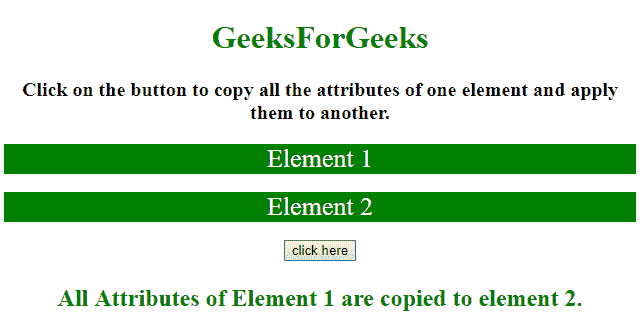 GeeksForGeeks
Click on the button to copy all the attributes of one element and apply
them to another.
Element 1
Element 2
click here
All Attributes of Element 1 are copied to element 2.